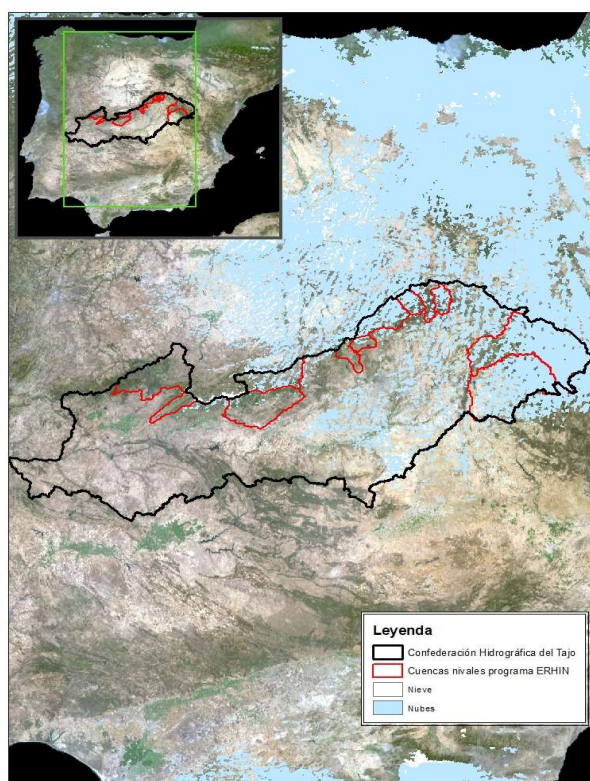 Leyenda
Confederación Hidrográfica del Tajo
Cuencas nivales programa ERHIN
Nieve
Nubes